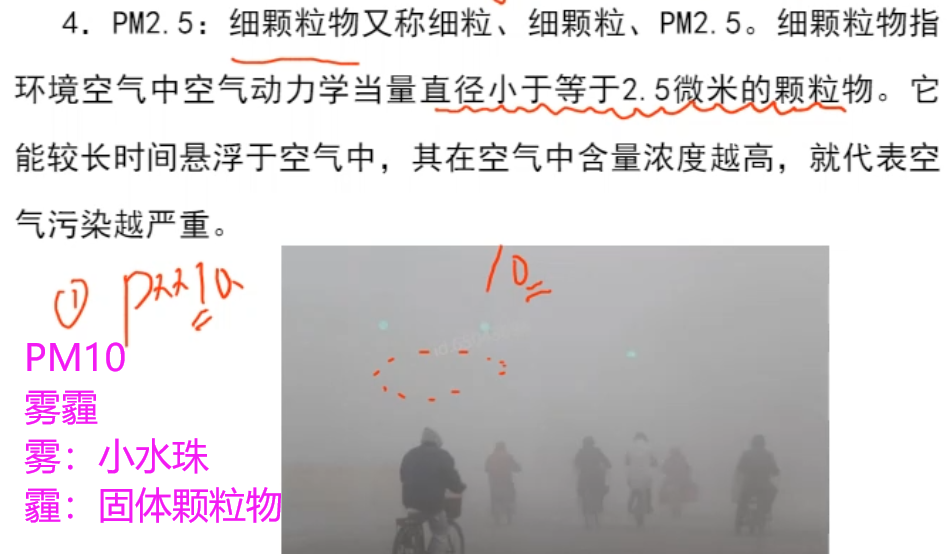 4. PM2.5：细颗粒物又称细粒、细颗粒、PM2.5。细颗粒物指
环境空气中空气动力学当量直径小于等于2.5微米的颗粒物。它
能较长时间悬浮于空气中，其在空气中含量浓度越高，就代表空
气污染越严重。
① PM10
10
PM10
雾霾
雾：小水珠
霾：固体颗粒物